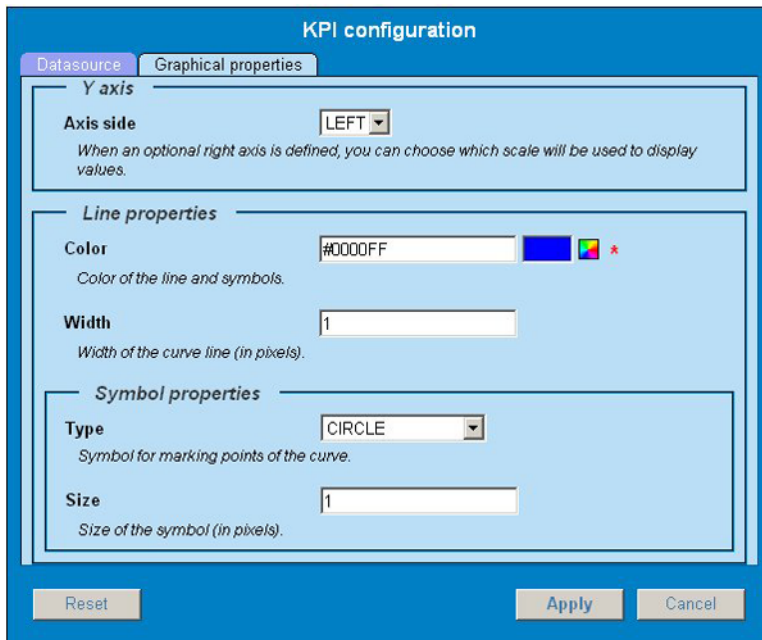 KPI configuration
Datasource Graphical properties
Y axis
Axis side LEFT
When an optional right axis is defined, you can choose which scale will be used to display
values.
Line properties
Color #0000FF *
Color of the line and symbols.
Width 1
Width of the curve line (in pixels).
Symbol properties
Type CIRCLE
Symbol for marking points of the curve.
Size 1
Size of the symbol (in pixels).
Reset Apply Cancel